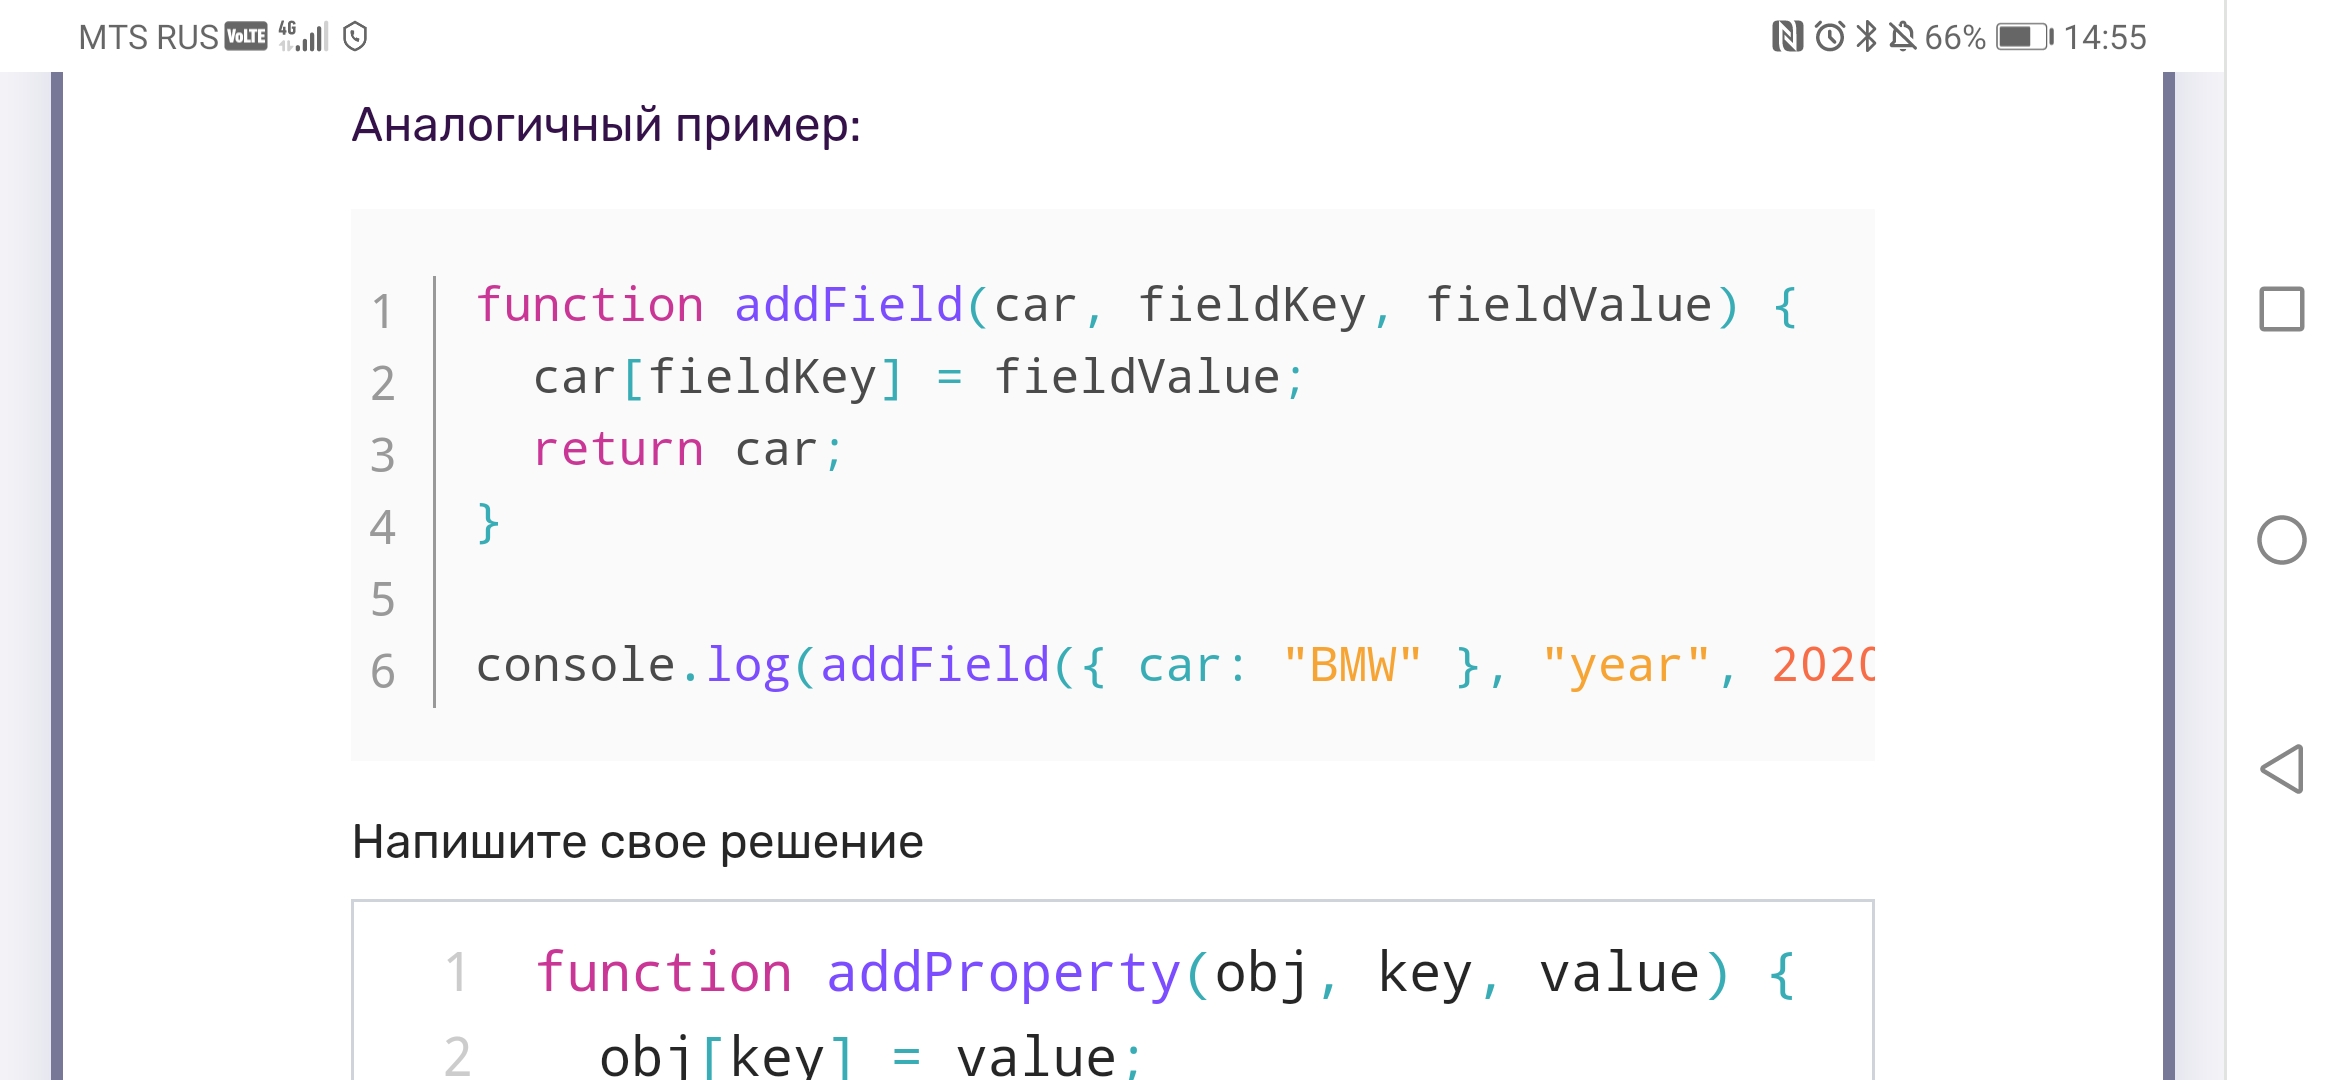 MTS RUS VoLTE 4G 66% 14:55
Аналогичный пример:
1 function addField(car, fieldKey, fieldValue) {
2 car[fieldKey] = fieldValue;
3 return car;
4 }
5
6 console.log(addField({ car: "BMW" }, "year", 2020
Напишите свое решение
1 function addProperty(obj, key, value) {
2 obj[key] = value;